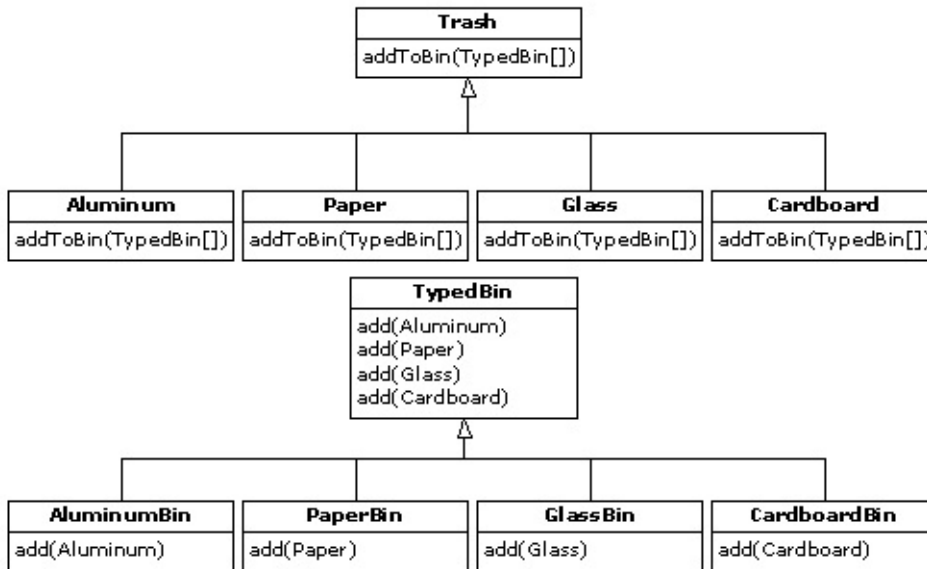 Trash
addToBin(TypedBin[])
Aluminum
addToBin(TypedBin[])
Paper
addToBin(TypedBin[])
Glass
addToBin(TypedBin[])
Cardboard
addToBin(TypedBin[])
TypedBin
add(Aluminum)
add(Paper)
add(Glass)
add(Cardboard)
AluminumBin
add(Aluminum)
PaperBin
add(Paper)
GlassBin
add(Glass)
CardboardBin
add(Cardboard)